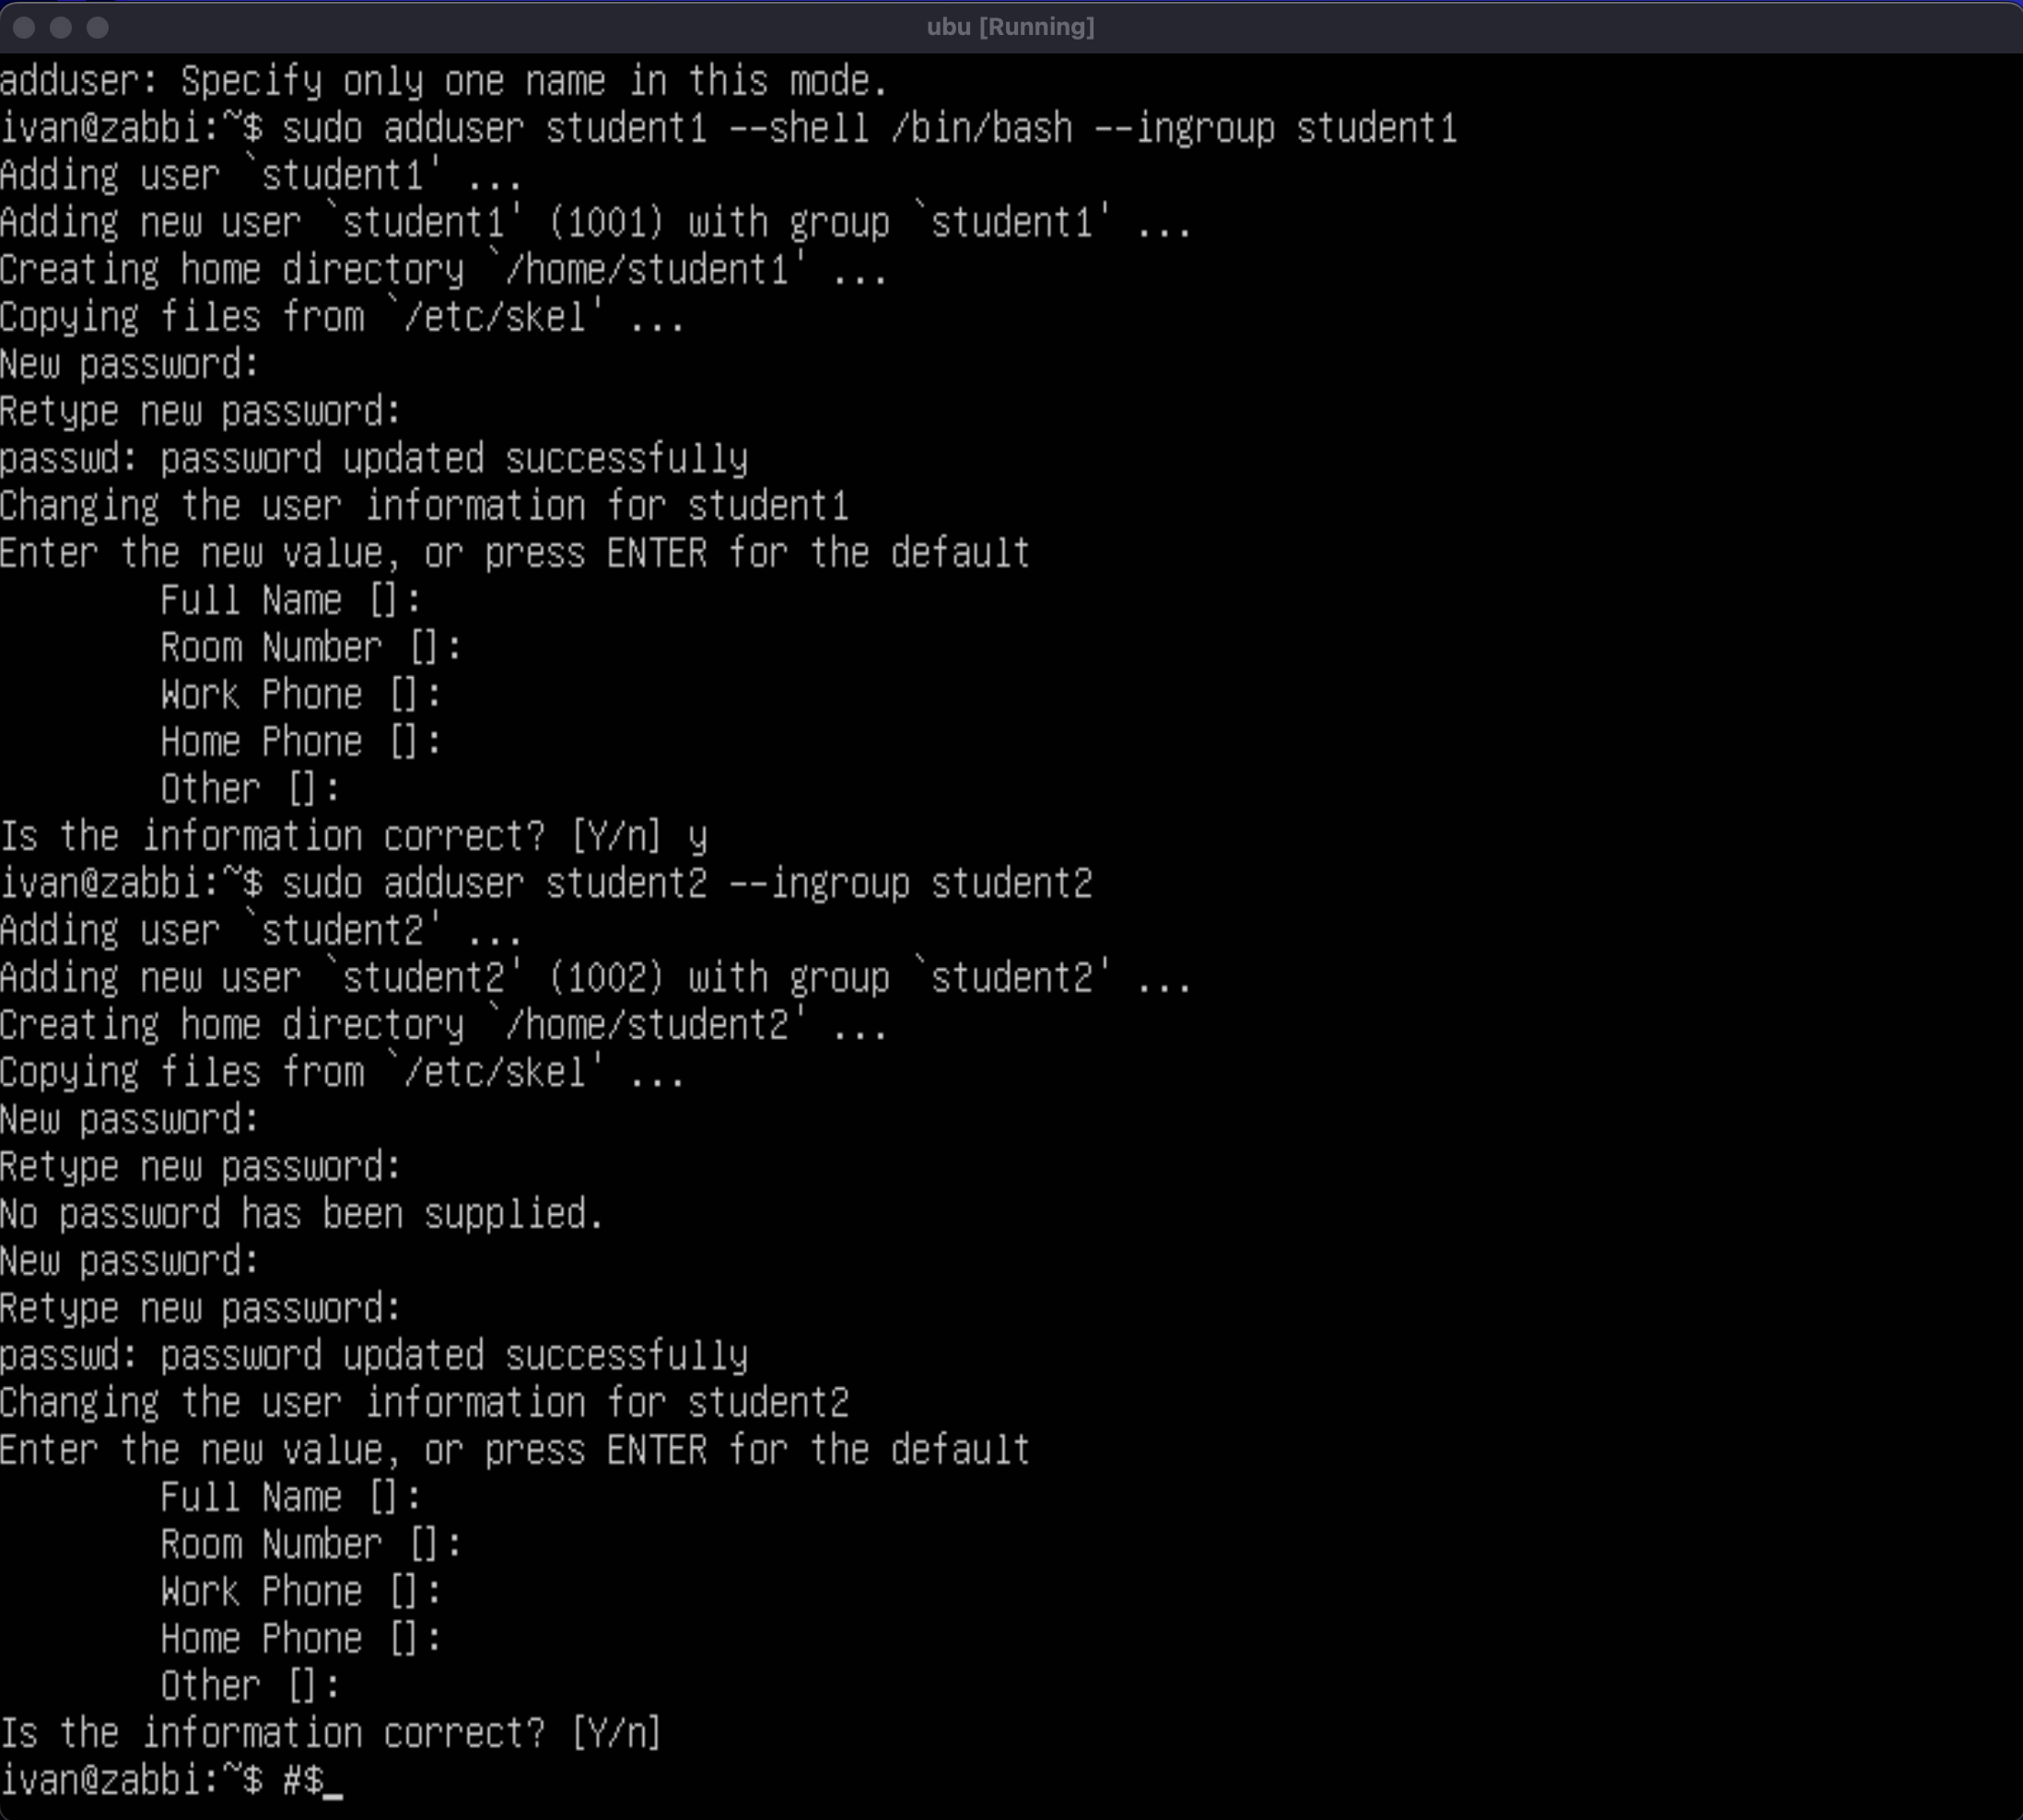 ubu [Running]
adduser: Specify only one name in this mode.
ivan@zabbi:~$ sudo adduser student1 --shell /bin/bash --ingroup student1
Adding user `student1' ...
Adding new user `student1' (1001) with group `student1' ...
Creating home directory `/home/student1' ...
Copying files from `/etc/skel' ...
New password:
Retype new password:
passwd: password updated successfully
Changing the user information for student1
Enter the new value, or press ENTER for the default
        Full Name []:
        Room Number []:
        Work Phone []:
        Home Phone []:
        Other []:
Is the information correct? [Y/n] y
ivan@zabbi:~$ sudo adduser student2 --ingroup student2
Adding user `student2' ...
Adding new user `student2' (1002) with group `student2' ...
Creating home directory `/home/student2' ...
Copying files from `/etc/skel' ...
New password:
Retype new password:
No password has been supplied.
New password:
Retype new password:
passwd: password updated successfully
Changing the user information for student2
Enter the new value, or press ENTER for the default
        Full Name []:
        Room Number []:
        Work Phone []:
        Home Phone []:
        Other []:
Is the information correct? [Y/n]
ivan@zabbi:~$ #$_